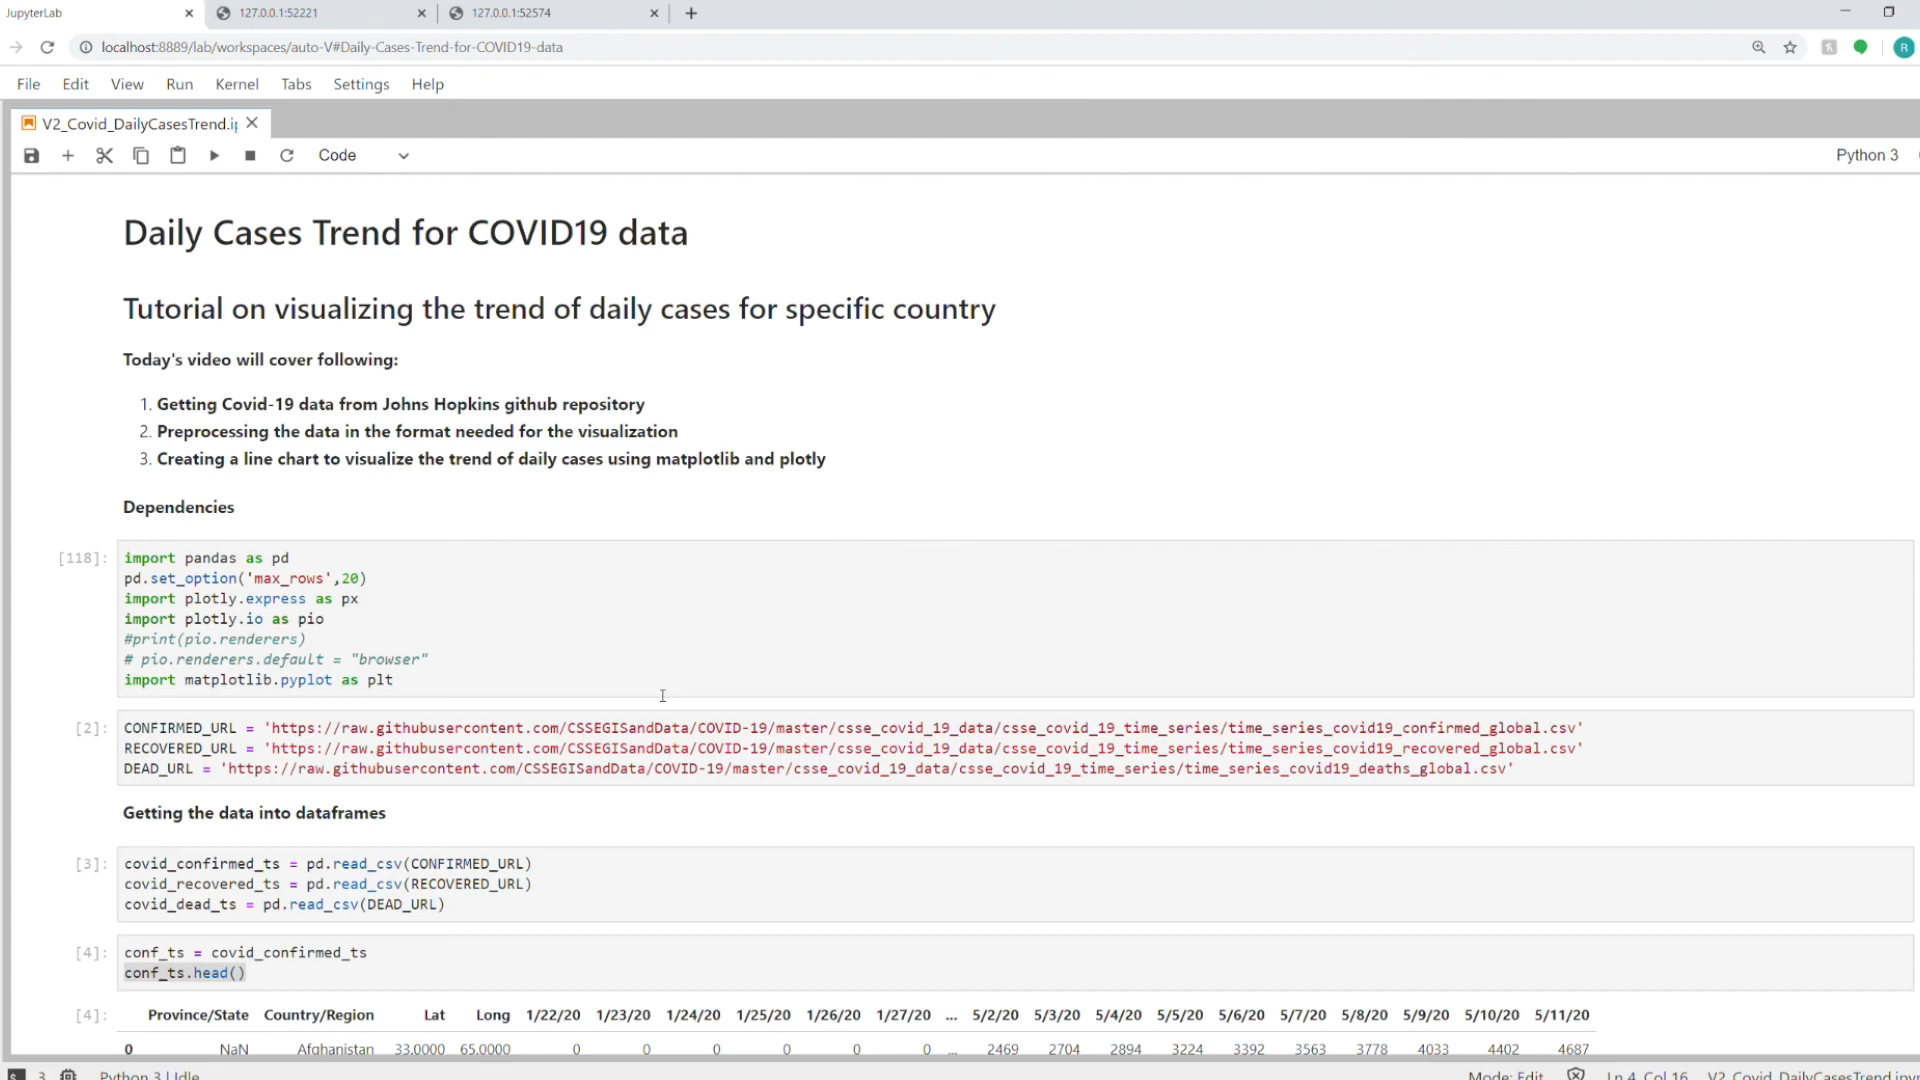 JupyterLab
127.0.0.1:52221
127.0.0.1:52574
localhost:8889/lab/workspaces/auto-V#Daily-Cases-Trend-for-COVID19-data
R
File Edit View Run Kernel Tabs Settings Help
V2_Covid_DailyCasesTrend.i
Code
Python 3
Daily Cases Trend for COVID19 data
Tutorial on visualizing the trend of daily cases for specific country
Today's video will cover following:
1. Getting Covid-19 data from Johns Hopkins github repository
2. Preprocessing the data in the format needed for the visualization
3. Creating a line chart to visualize the trend of daily cases using matplotlib and plotly
Dependencies
[118]:
import pandas as pd
pd.set_option('max_rows',20)
import plotly.express as px
import plotly.io as pio
#print(pio.renderers)
# pio.renderers.default = "browser"
import matplotlib.pyplot as plt
[2]:
CONFIRMED_URL = 'https://raw.githubusercontent.com/CSSEGISandData/COVID-19/master/csse_covid_19_data/csse_covid_19_time_series/time_series_covid19_confirmed_global.csv'
RECOVERED_URL = 'https://raw.githubusercontent.com/CSSEGISandData/COVID-19/master/csse_covid_19_data/csse_covid_19_time_series/time_series_covid19_recovered_global.csv'
DEAD_URL = 'https://raw.githubusercontent.com/CSSEGISandData/COVID-19/master/csse_covid_19_data/csse_covid_19_time_series/time_series_covid19_deaths_global.csv'
Getting the data into dataframes
[3]:
covid_confirmed_ts = pd.read_csv(CONFIRMED_URL)
covid_recovered_ts = pd.read_csv(RECOVERED_URL)
covid_dead_ts = pd.read_csv(DEAD_URL)
[4]:
conf_ts = covid_confirmed_ts
conf_ts.head()
[4]:
Province/State Country/Region Lat Long 1/22/20 1/23/20 1/24/20 1/25/20 1/26/20 1/27/20 ... 5/2/20 5/3/20 5/4/20 5/5/20 5/6/20 5/7/20 5/8/20 5/9/20 5/10/20 5/11/20
0 NaN Afghanistan 33.0000 65.0000 0 0 0 0 0 0 ... 2469 2704 2894 3224 3392 3563 3778 4033 4402 4687
3 Python 3 | Idle Mode: Edit Ln 4, Col 16 V2_Covid_DailyCasesTrend.ipyn